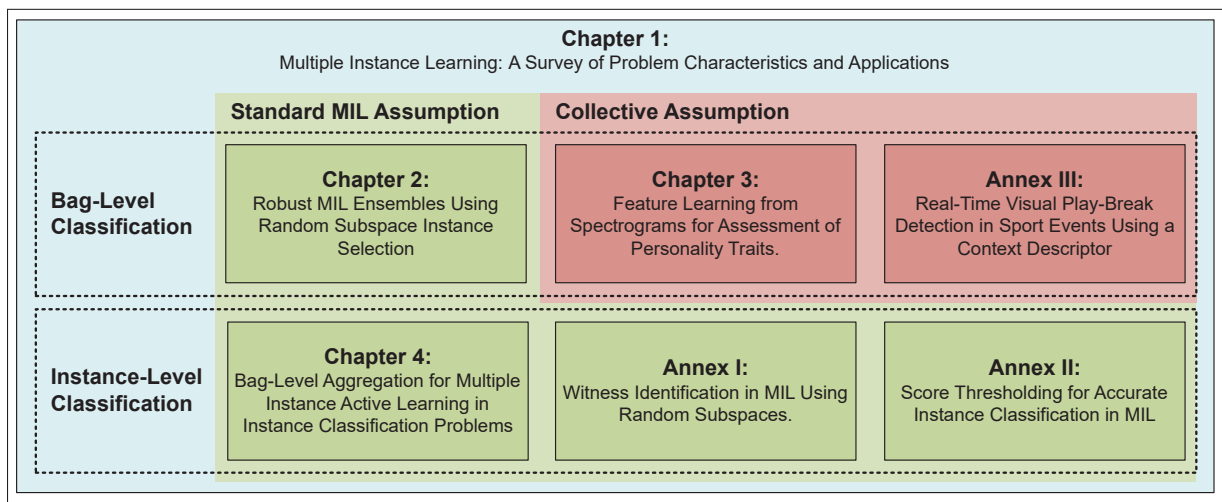 Chapter 1:
Multiple Instance Learning: A Survey of Problem Characteristics and Applications
Standard MIL Assumption
Collective Assumption
Bag-Level
Classification
Chapter 2:
Robust MIL Ensembles Using
Random Subspace Instance
Selection
Chapter 3:
Feature Learning from
Spectrograms for Assessment of
Personality Traits.
Annex III:
Real-Time Visual Play-Break
Detection in Sport Events Using a
Context Descriptor
Instance-Level
Classification
Chapter 4:
Bag-Level Aggregation for Multiple
Instance Active Learning in
Instance Classification Problems
Annex I:
Witness Identification in MIL Using
Random Subspaces.
Annex II:
Score Thresholding for Accurate
Instance Classification in MIL